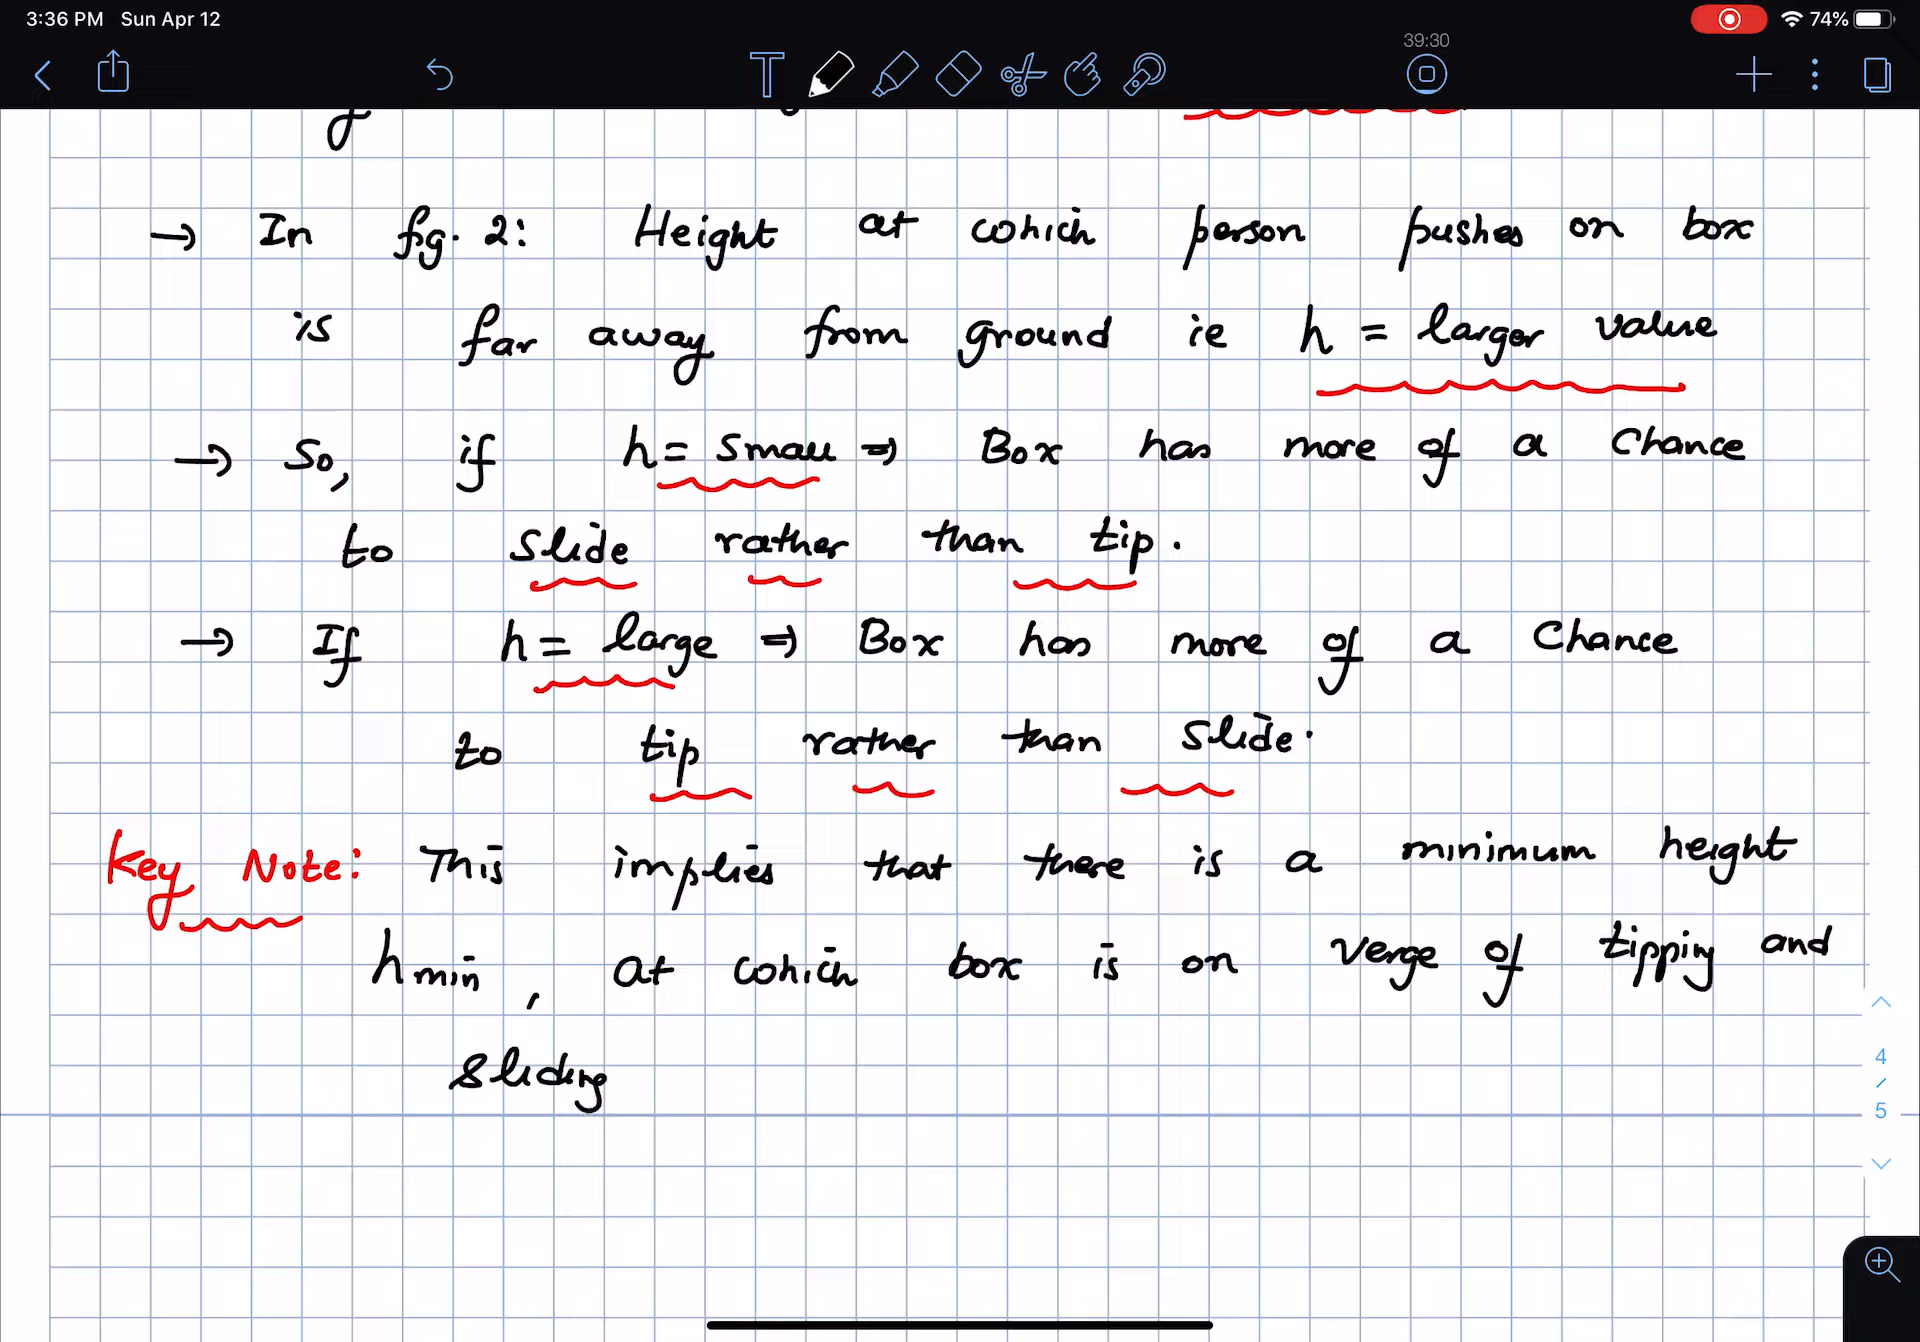 3:36 PM Sun Apr 12
74%
39:30
T
→ In fig. 2: Height at which person pushes on box
is far away from ground ie h = larger value
→ So, if h = small ⇒ Box has more of a chance
to slide rather than tip.
→ If h = large ⇒ Box has more of a chance
to tip rather than slide.
Key Note: This implies that there is a minimum height
hmin, at which box is on verge of tipping and
sliding
4
/
5